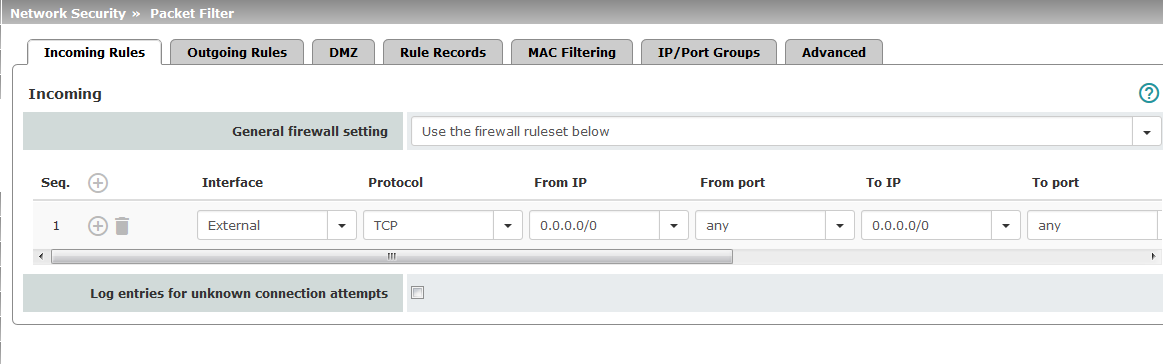 Network Security » Packet Filter
Incoming Rules Outgoing Rules DMZ Rule Records MAC Filtering IP/Port Groups Advanced
Incoming
General firewall setting Use the firewall ruleset below
Seq. Interface Protocol From IP From port To IP To port
1 External TCP 0.0.0.0/0 any 0.0.0.0/0 any
Log entries for unknown connection attempts